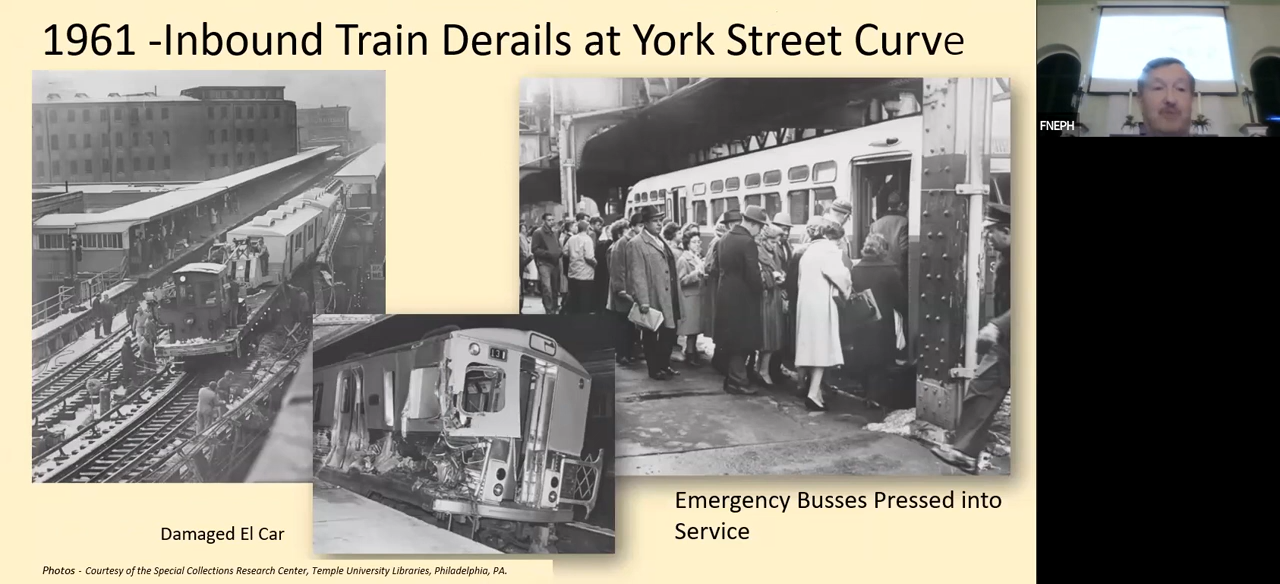 1961 -Inbound Train Derails at York Street Curve
FNEPH
131
Emergency Busses Pressed into
Service
Damaged El Car
Photos - Courtesy of the Special Collections Research Center, Temple University Libraries, Philadelphia, PA.